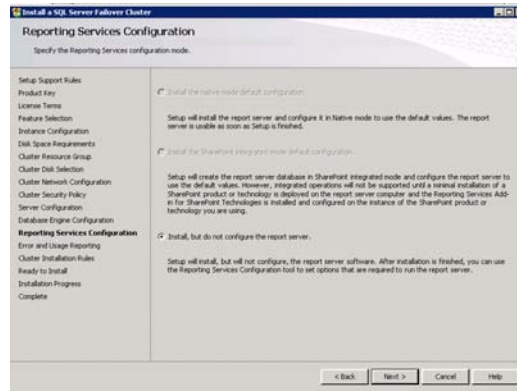 Install a SQL Server Failover Cluster
Reporting Services Configuration
Specify the Reporting Services configuration mode.
Setup Support Rules
Product Key
License Terms
Feature Selection
Instance Configuration
Disk Space Requirements
Cluster Resource Group
Cluster Disk Selection
Cluster Network Configuration
Cluster Security Policy
Server Configuration
Database Engine Configuration
Reporting Services Configuration
Error and Usage Reporting
Cluster Installation Rules
Ready to Install
Installation Progress
Complete
Install the native mode default configuration.
Setup will install the report server and configure it in Native mode to use the default values. The report
server is usable as soon as Setup is finished.
Install the SharePoint integrated mode default configuration.
Setup will create the report server database in SharePoint integrated mode and configure the report server to
use the default values. However, integrated operations will not be supported until a minimal installation of a
SharePoint product or technology is deployed on the report server computer and the Reporting Services Add-
in for SharePoint Technologies is installed and configured on the instance of the SharePoint product or
technology you are using.
Install, but do not configure the report server.
Setup will install, but will not configure, the report server software. After installation is finished, you can use
the Reporting Services Configuration tool to set options that are required to run the report server.
< Back
Next >
Cancel
Help